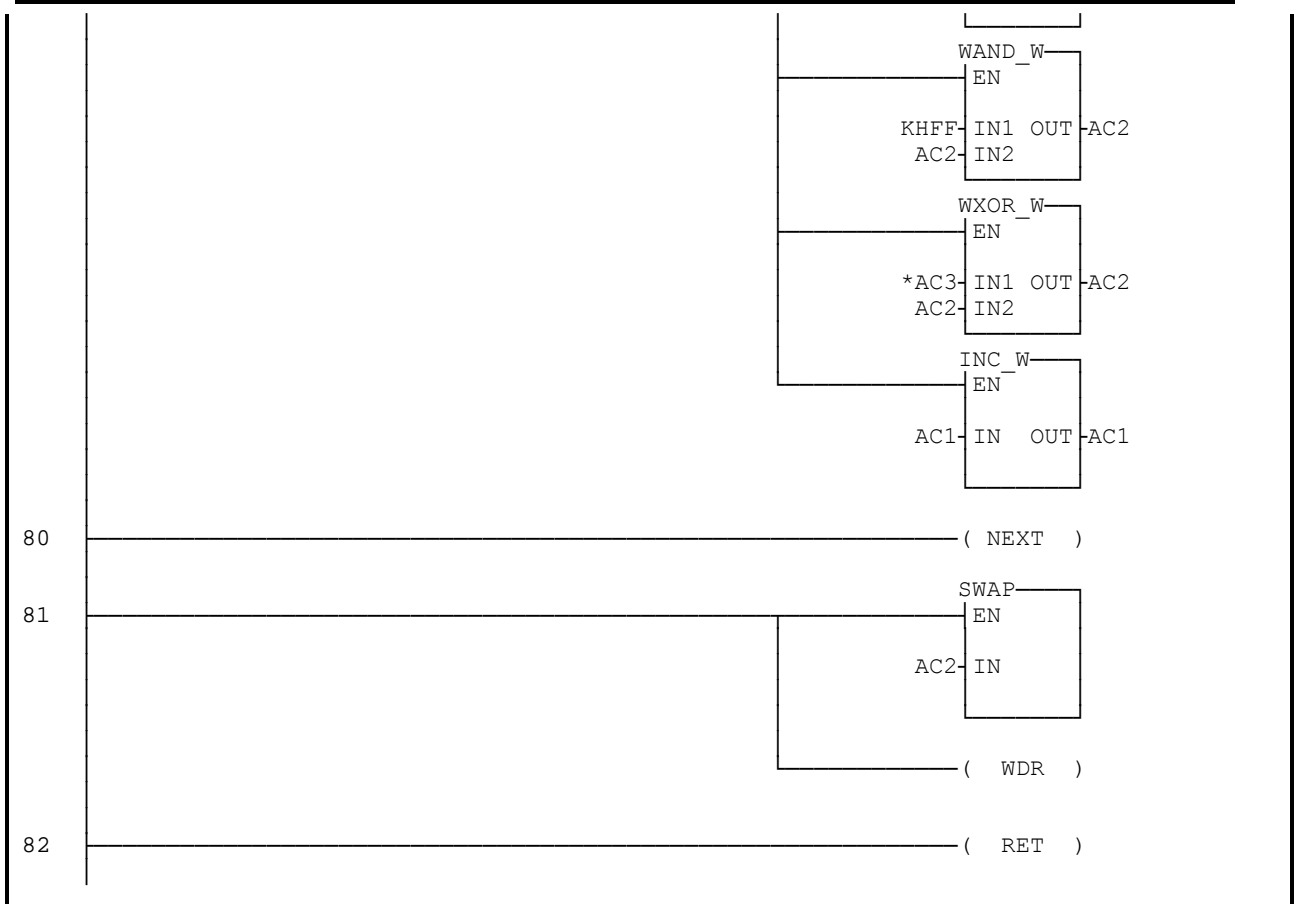 WAND_W
EN
KHFF IN1 OUT AC2
AC2 IN2
WXOR_W
EN
*AC3 IN1 OUT AC2
AC2 IN2
INC_W
EN
AC1 IN OUT AC1
80 ( NEXT )
SWAP
81 EN
AC2 IN
( WDR )
82 ( RET )